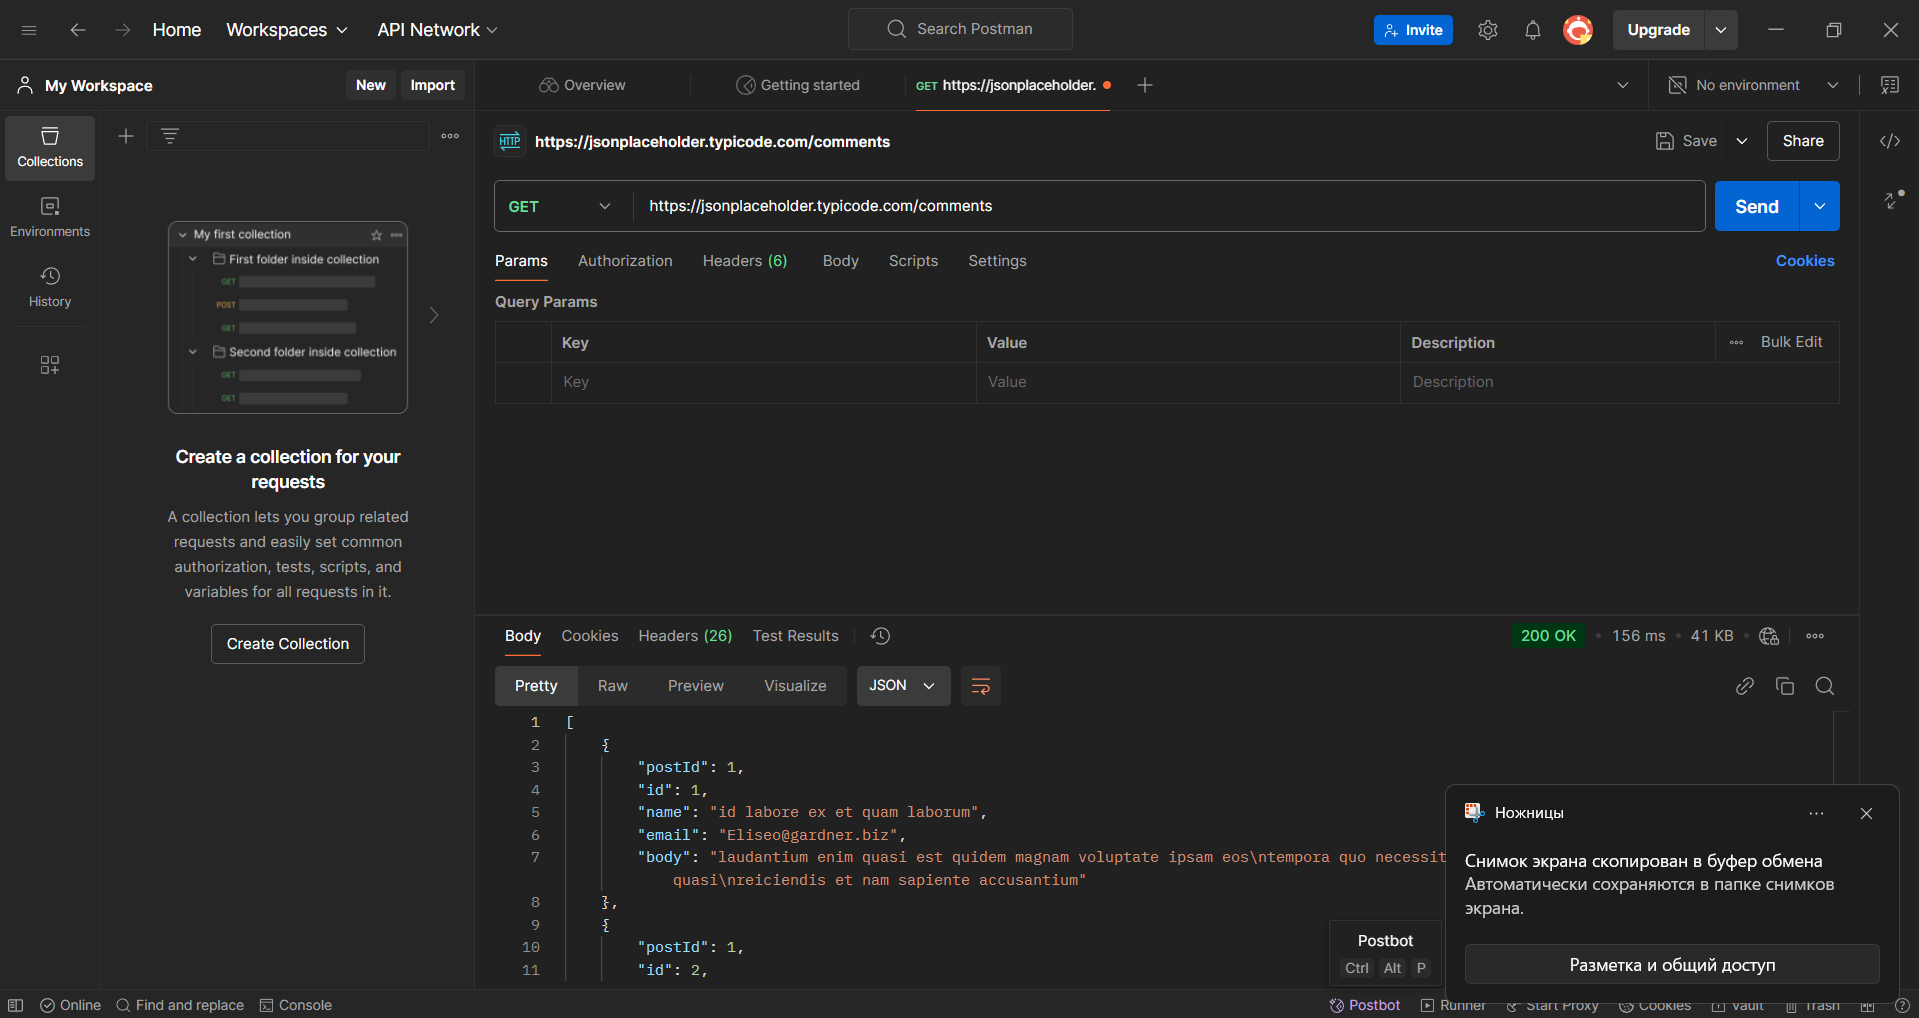 Home Workspaces API Network Search Postman Invite Upgrade
My Workspace New Import Overview Getting started GET https://jsonplaceholder. No environment
Collections
Environments
History
My first collection
First folder inside collection
GET
POST
GET
Second folder inside collection
GET
GET
Create a collection for your
requests
A collection lets you group related
requests and easily set common
authorization, tests, scripts, and
variables for all requests in it.
Create Collection
HTTP https://jsonplaceholder.typicode.com/comments Save Share
GET https://jsonplaceholder.typicode.com/comments Send
Params Authorization Headers (6) Body Scripts Settings Cookies
Query Params
Key Value Description Bulk Edit
Key Value Description
Body Cookies Headers (26) Test Results 200 OK 156 ms 41 KB
Pretty Raw Preview Visualize JSON
1 [
2 {
3 "postId": 1,
4 "id": 1,
5 "name": "id labore ex et quam laborum",
6 "email": "Eliseo@gardner.biz",
7 "body": "laudantium enim quasi est quidem magnam voluptate ipsam eos\ntempora quo necessit
quasi\nreiciendis et nam sapiente accusantium"
8 },
9 {
10 "postId": 1,
11 "id": 2,
Postbot
Ctrl Alt P
Ножницы
Снимок экрана скопирован в буфер обмена
Автоматически сохраняются в папке снимков
экрана.
Разметка и общий доступ
Online Find and replace Console Postbot Runner Start Proxy Cookies Vault Trash